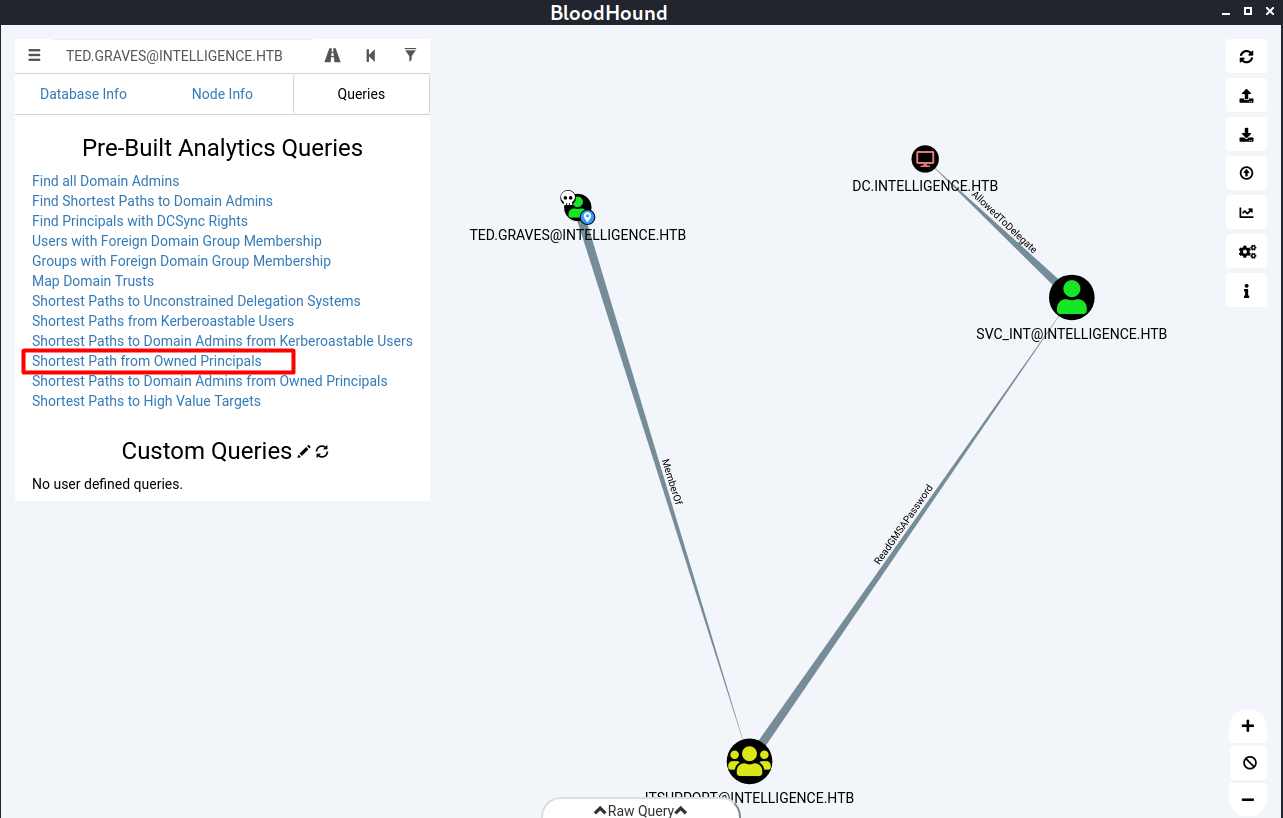 BloodHound
TED.GRAVES@INTELLIGENCE.HTB
Database Info
Node Info
Queries
Pre-Built Analytics Queries
Find all Domain Admins
Find Shortest Paths to Domain Admins
Find Principals with DCSync Rights
Users with Foreign Domain Group Membership
Groups with Foreign Domain Group Membership
Map Domain Trusts
Shortest Paths to Unconstrained Delegation Systems
Shortest Paths from Kerberoastable Users
Shortest Paths to Domain Admins from Kerberoastable Users
Shortest Path from Owned Principals
Shortest Paths to Domain Admins from Owned Principals
Shortest Paths to High Value Targets
Custom Queries
No user defined queries.
DC.INTELLIGENCE.HTB
AllowedToDelegate
TED.GRAVES@INTELLIGENCE.HTB
SVC_INT@INTELLIGENCE.HTB
MemberOf
ReadGMSAPassword
ITSUPPORT@INTELLIGENCE.HTB
Raw Query